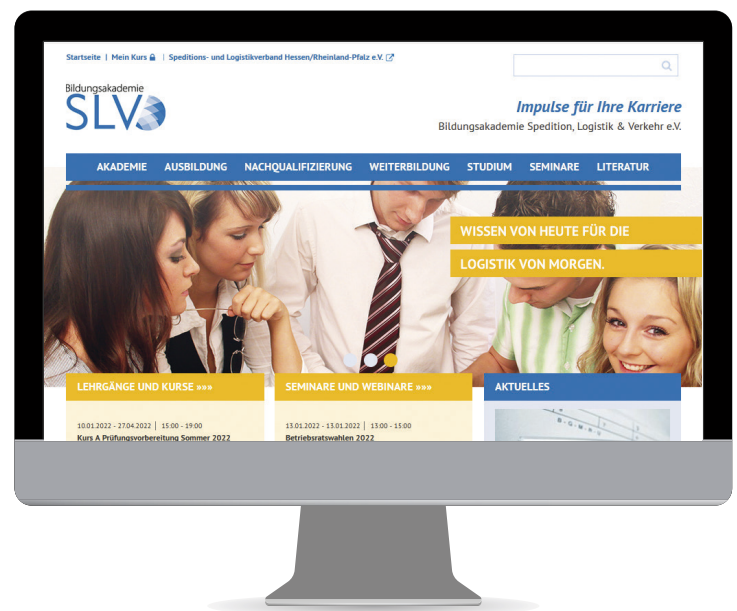 Startseite | Mein Kurs | Speditions- und Logistikverband Hessen/Rheinland-Pfalz e.V.
Bildungsakademie
SLV
Impulse für Ihre Karriere
Bildungsakademie Spedition, Logistik & Verkehr e.V.
AKADEMIE AUSBILDUNG NACHQUALIFIZIERUNG WEITERBILDUNG STUDIUM SEMINARE LITERATUR
WISSEN VON HEUTE FÜR DIE
LOGISTIK VON MORGEN.
LEHRGÄNGE UND KURSE »»»
10.01.2022 - 27.04.2022 | 15:00 - 19:00
Kurs A Prüfungsvorbereitung Sommer 2022
SEMINARE UND WEBINARE »»»
13.01.2022 - 13.01.2022 | 13:00 - 15:00
Betriebsratswahlen 2022
AKTUELLES